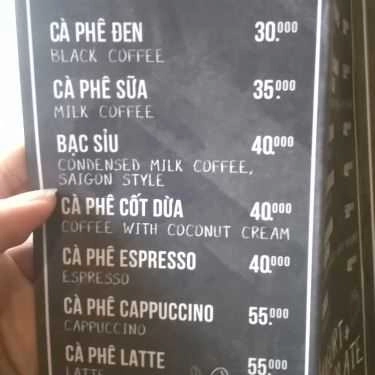 CÀ PHÊ ĐEN 30.000
BLACK COFFEE
CÀ PHÊ SỮA 35.000
MILK COFFEE
BẠC SỈU 40.000
CONDENSED MILK COFFEE,
SAIGON STYLE
CÀ PHÊ CỐT DỪA 40.000
COFFEE WITH COCONUT CREAM
CÀ PHÊ ESPRESSO 40.000
ESPRESSO
CÀ PHÊ CAPPUCCINO 55.000
CAPPUCCINO
CÀ PHÊ LATTE 55.000
LATTE